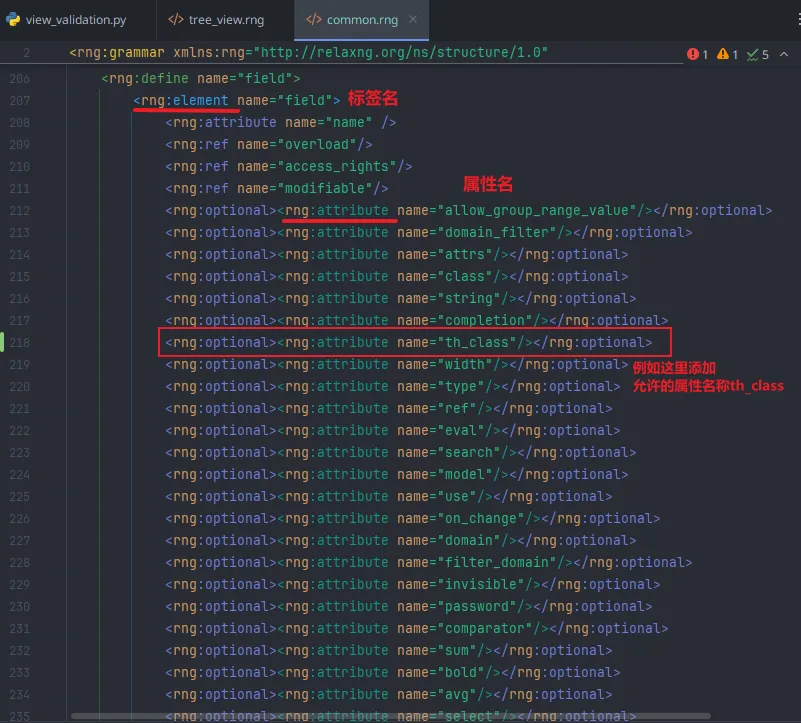 view_validation.py </> tree_view.rng </> common.rng ×
2 <rng:grammar xmlns:rng="http://relaxng.org/ns/structure/1.0" 1 1 5
206 <rng:define name="field">
207 <rng:element name="field"> 标签名
208 <rng:attribute name="name" />
209 <rng:ref name="overload"/>
210 <rng:ref name="access_rights"/>
211 <rng:ref name="modifiable"/>
属性名
212 <rng:optional><rng:attribute name="allow_group_range_value"/></rng:optional>
213 <rng:optional><rng:attribute name="domain_filter"/></rng:optional>
214 <rng:optional><rng:attribute name="attrs"/></rng:optional>
215 <rng:optional><rng:attribute name="class"/></rng:optional>
216 <rng:optional><rng:attribute name="string"/></rng:optional>
217 <rng:optional><rng:attribute name="completion"/></rng:optional>
218 <rng:optional><rng:attribute name="th_class"/></rng:optional>
219 <rng:optional><rng:attribute name="width"/></rng:optional> 例如这里添加
220 <rng:optional><rng:attribute name="type"/></rng:optional> 允许的属性名称th_class
221 <rng:optional><rng:attribute name="ref"/></rng:optional>
222 <rng:optional><rng:attribute name="eval"/></rng:optional>
223 <rng:optional><rng:attribute name="search"/></rng:optional>
224 <rng:optional><rng:attribute name="model"/></rng:optional>
225 <rng:optional><rng:attribute name="use"/></rng:optional>
226 <rng:optional><rng:attribute name="on_change"/></rng:optional>
227 <rng:optional><rng:attribute name="domain"/></rng:optional>
228 <rng:optional><rng:attribute name="filter_domain"/></rng:optional>
229 <rng:optional><rng:attribute name="invisible"/></rng:optional>
230 <rng:optional><rng:attribute name="password"/></rng:optional>
231 <rng:optional><rng:attribute name="comparator"/></rng:optional>
232 <rng:optional><rng:attribute name="sum"/></rng:optional>
233 <rng:optional><rng:attribute name="bold"/></rng:optional>
234 <rng:optional><rng:attribute name="avg"/></rng:optional>
235 <rng:optional><rng:attribute name="select"/></rng:optional>